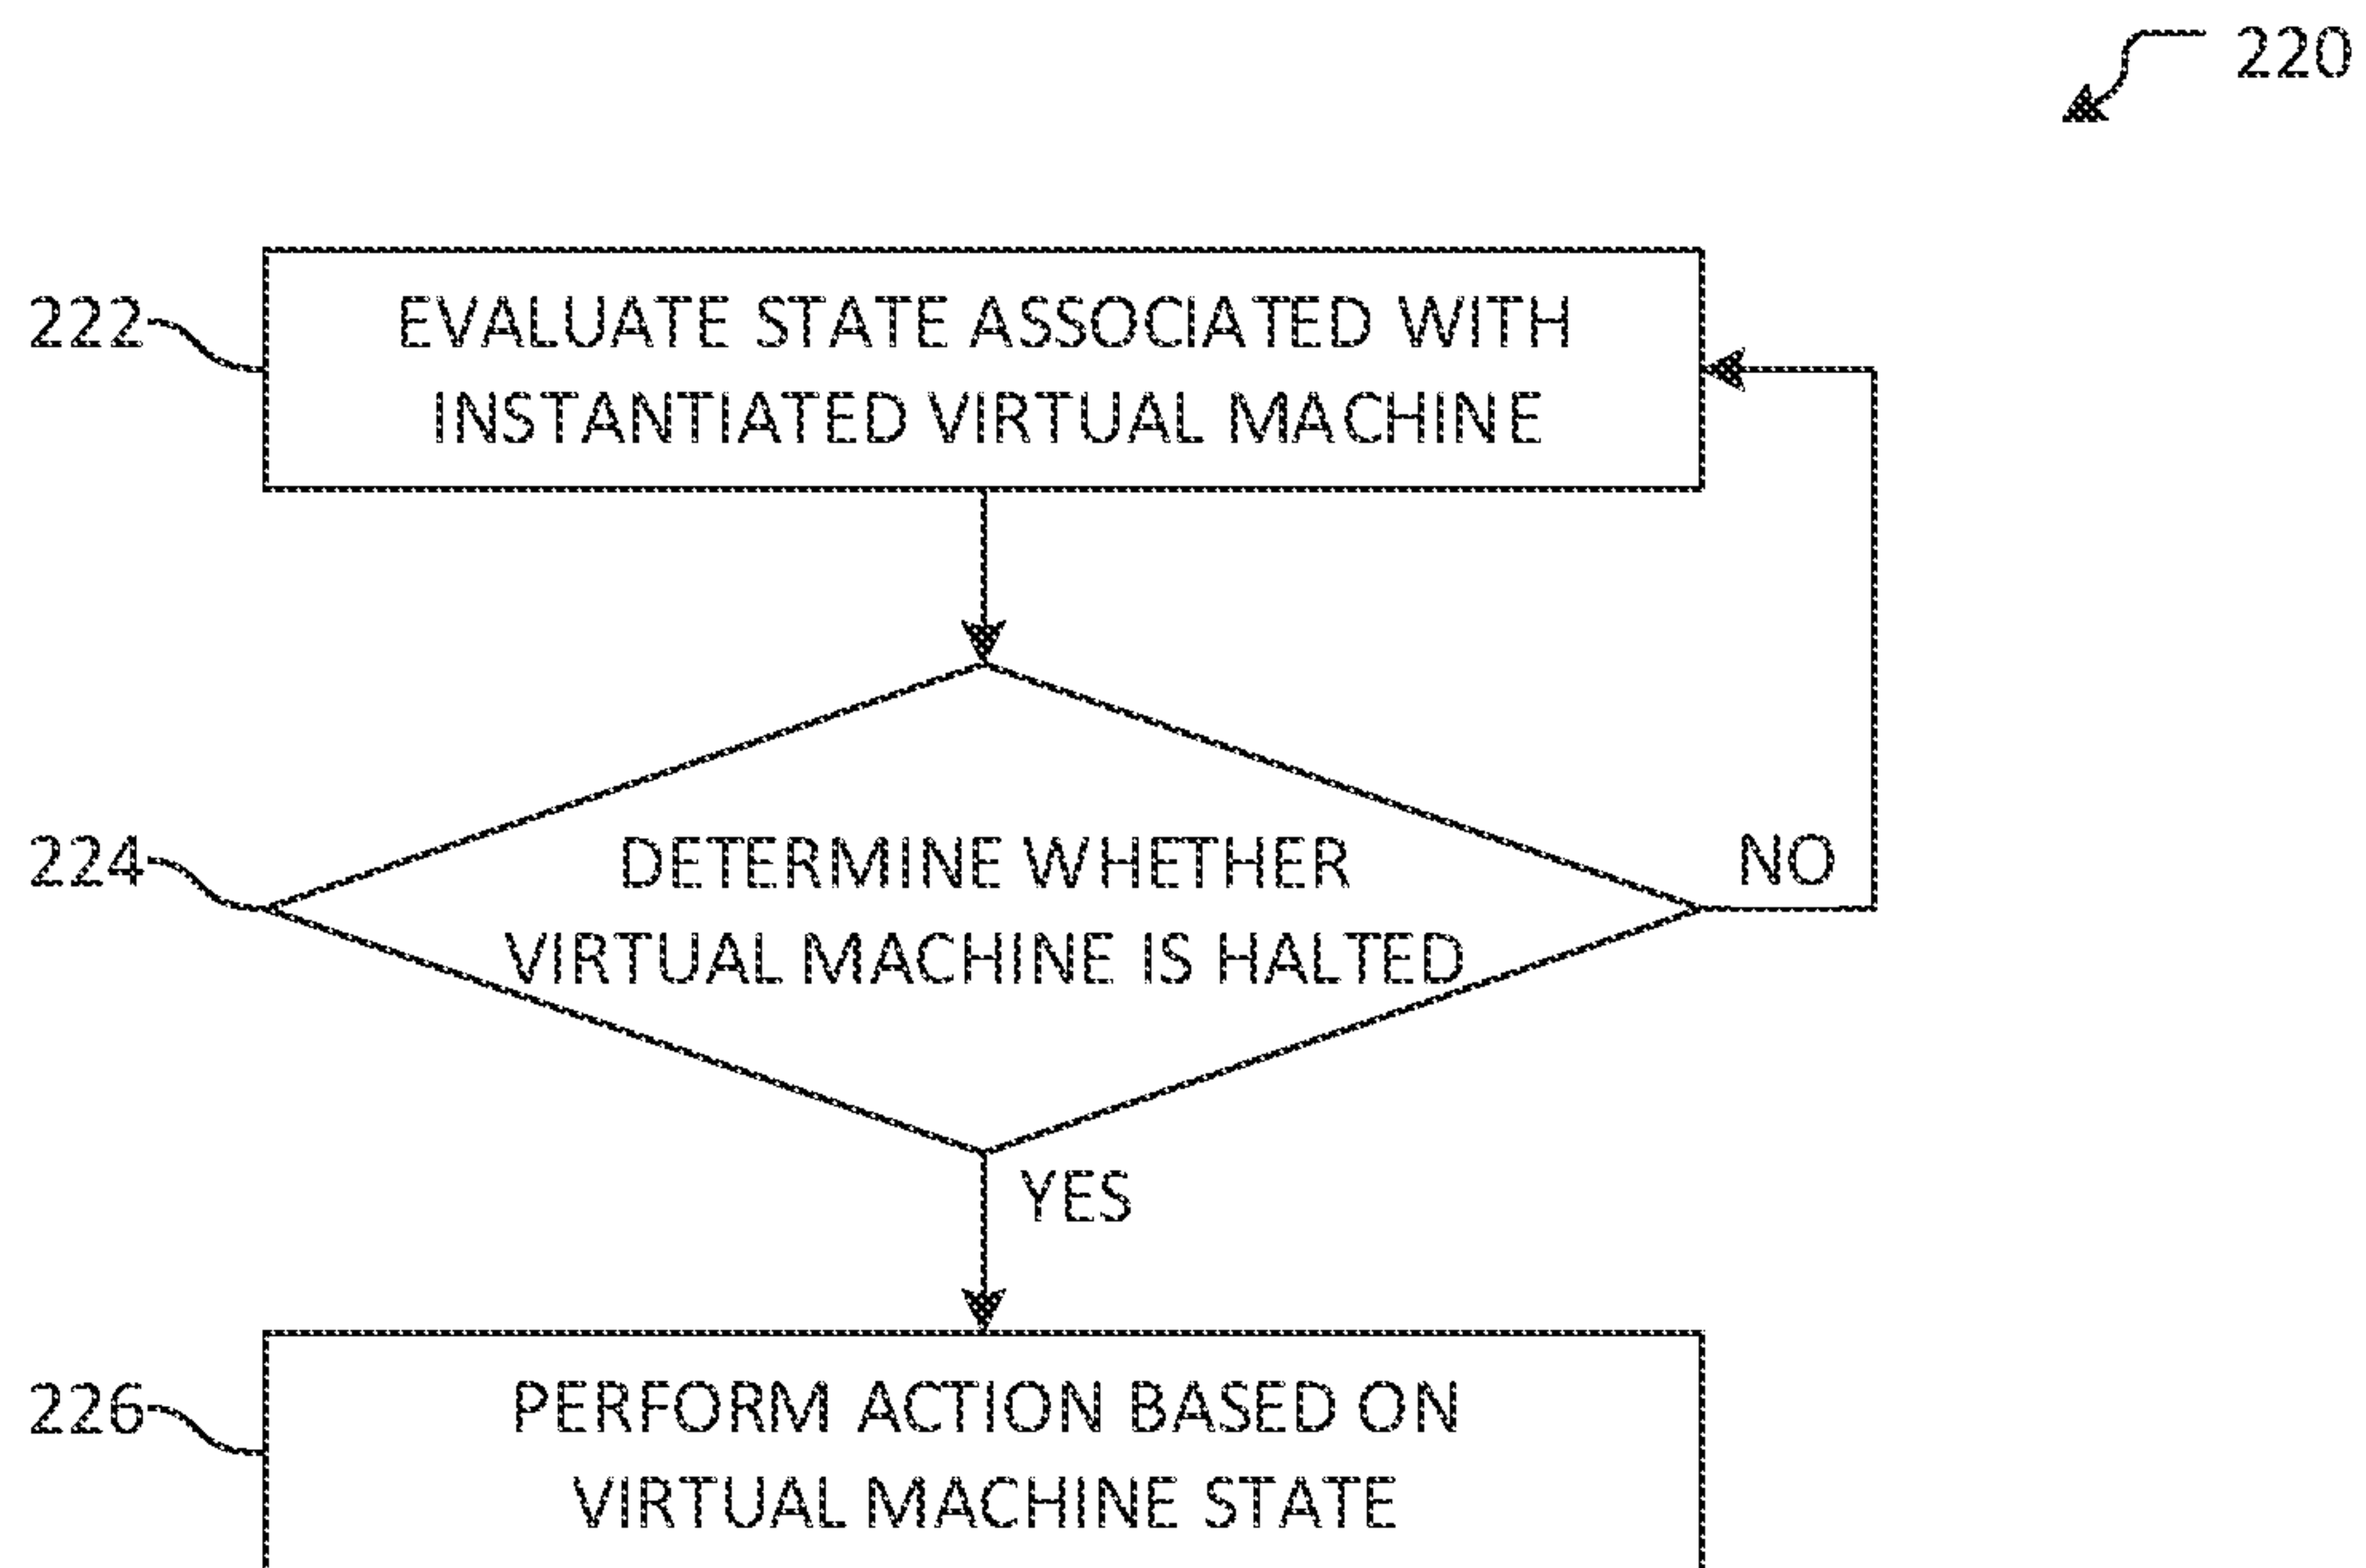 220
222
EVALUATE STATE ASSOCIATED WITH
INSTANTIATED VIRTUAL MACHINE
224
DETERMINE WHETHER
VIRTUAL MACHINE IS HALTED
NO
YES
226
PERFORM ACTION BASED ON
VIRTUAL MACHINE STATE